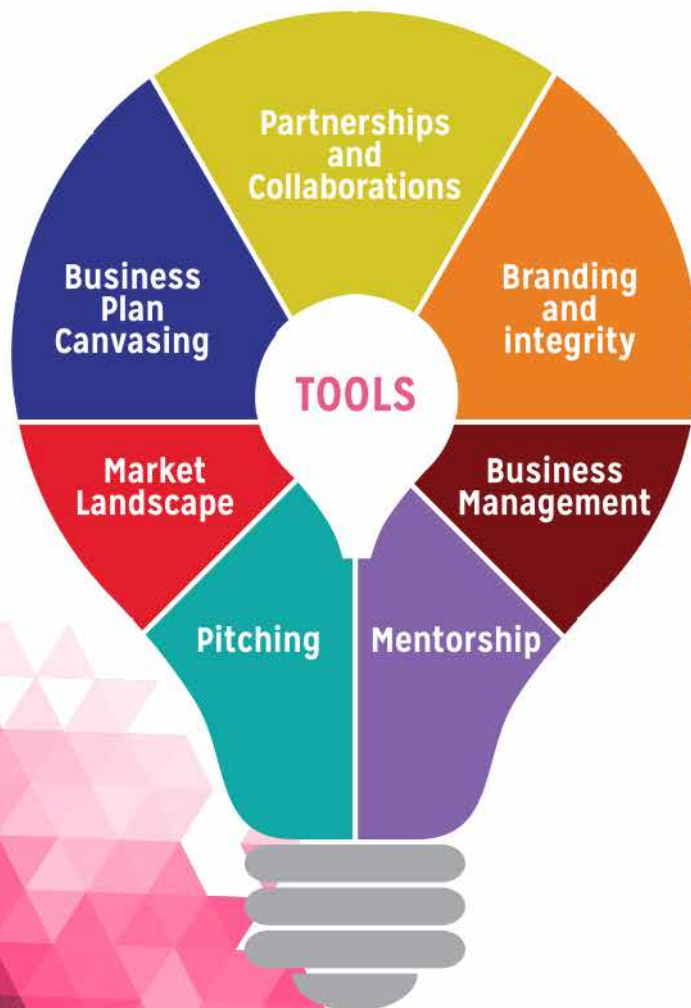 Partnerships
and
Collaborations
Business
Plan
Canvasing
Branding
and
integrity
TOOLS
Market
Landscape
Business
Management
Pitching
Mentorship